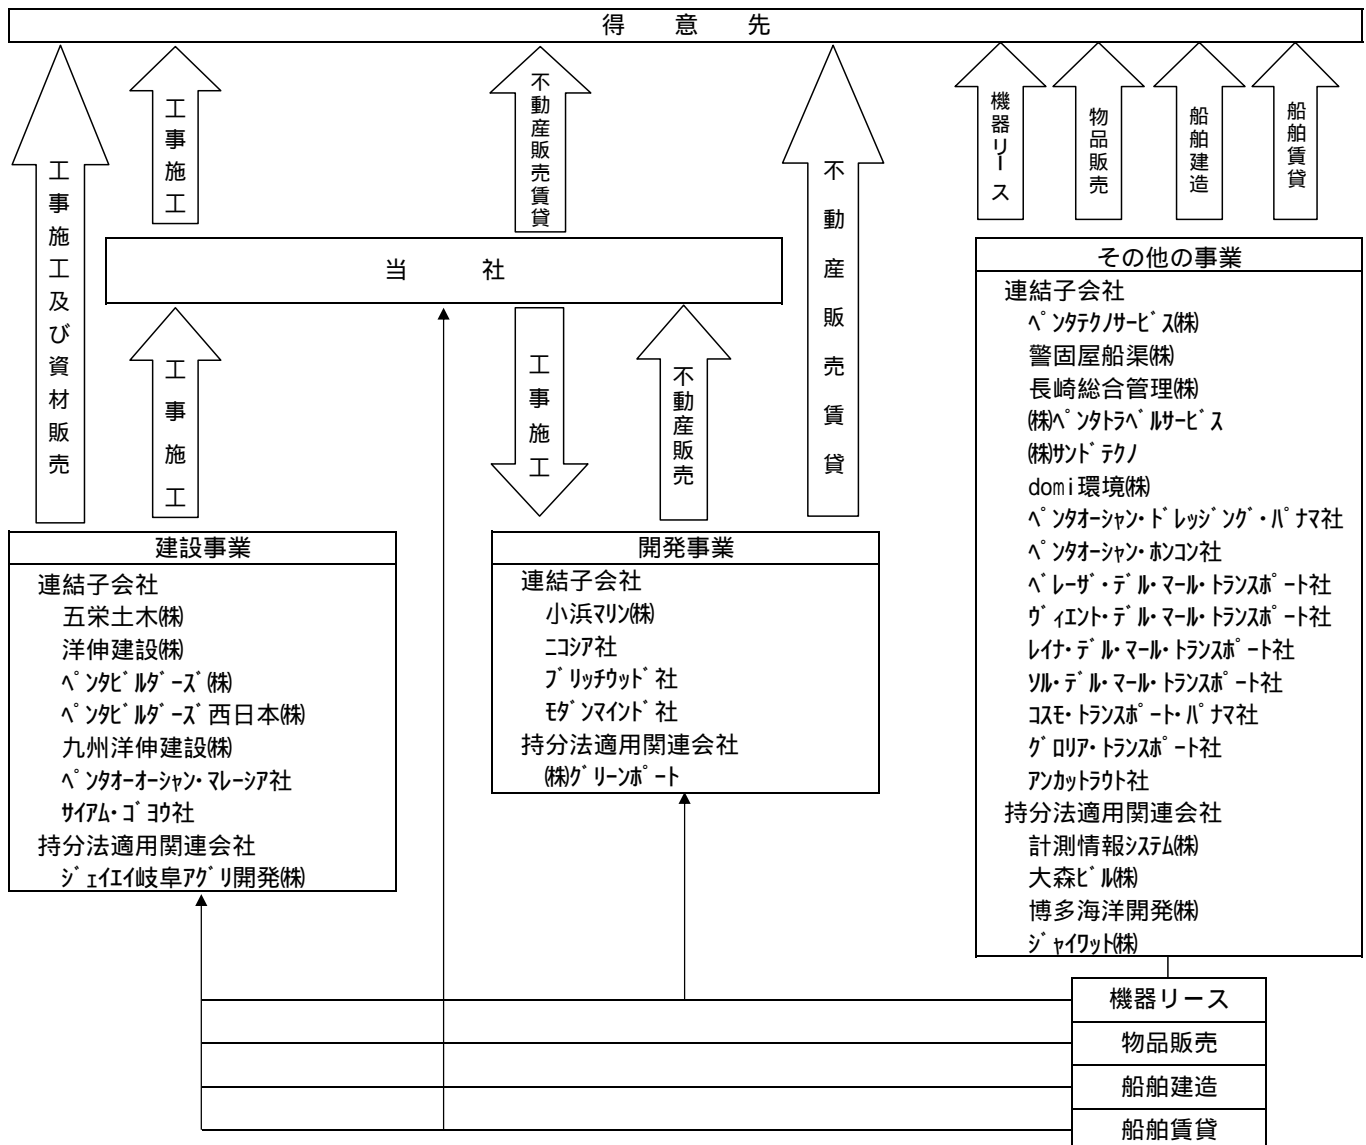 得意先
工事施工及び資材販売
工事施工
不動産販売賃貸
不動産販売賃貸
機器リース
物品販売
船舶建造
船舶賃貸
当社
工事施工
工事施工
不動産販売
建設事業
連結子会社
五栄土木㈱
洋伸建設㈱
ﾍﾟﾝﾀﾋﾞﾙﾀﾞｰｽﾞ㈱
ﾍﾟﾝﾀﾋﾞﾙﾀﾞｰｽﾞ西日本㈱
九州洋伸建設㈱
ﾍﾟﾝﾀｵｰｵｰｼｬﾝ・ﾏﾚｰｼｱ社
ｻｲｱﾑ・ｺﾞﾖｳ社
持分法適用関連会社
ｼﾞｪｲｴｲ岐阜ｱｸﾞﾘ開発㈱
開発事業
連結子会社
小浜ﾏﾘﾝ㈱
ﾆｺｼｱ社
ﾌﾞﾘｯﾁｳｯﾄﾞ社
ﾓﾀﾞﾝﾏｲﾝﾄﾞ社
持分法適用関連会社
㈱ｸﾞﾘｰﾝﾎﾟｰﾄ
その他の事業
連結子会社
ﾍﾟﾝﾀﾃｸﾉｻｰﾋﾞｽ㈱
警固屋船渠㈱
長崎総合管理㈱
㈱ﾍﾟﾝﾀﾄﾗﾍﾞﾙｻｰﾋﾞｽ
㈱ｻﾝﾄﾞﾃｸﾉ
domi環境㈱
ﾍﾟﾝﾀｵｰｼｬﾝ・ﾄﾞﾚｯｼﾞﾝｸﾞ・ﾊﾟﾅﾏ社
ﾍﾟﾝﾀｵｰｼｬﾝ・ﾎﾝｺﾝ社
ﾍﾞﾚｰｻﾞ・ﾃﾞﾙ・ﾏｰﾙ・ﾄﾗﾝｽﾎﾟｰﾄ社
ｳﾞｨｴﾝﾄ・ﾃﾞﾙ・ﾏｰﾙ・ﾄﾗﾝｽﾎﾟｰﾄ社
ﾚｲﾅ・ﾃﾞﾙ・ﾏｰﾙ・ﾄﾗﾝｽﾎﾟｰﾄ社
ｿﾙ・ﾃﾞﾙ・ﾏｰﾙ・ﾄﾗﾝｽﾎﾟｰﾄ社
ｺｽﾓ・ﾄﾗﾝｽﾎﾟｰﾄ・ﾊﾟﾅﾏ社
ｸﾞﾛﾘｱ・ﾄﾗﾝｽﾎﾟｰﾄ社
ｱﾝｶｯﾄﾗｳﾄ社
持分法適用関連会社
計測情報ｼｽﾃﾑ㈱
大森ﾋﾞﾙ㈱
博多海洋開発㈱
ｼﾞｬｲﾜｯﾄ㈱
機器リース
物品販売
船舶建造
船舶賃貸